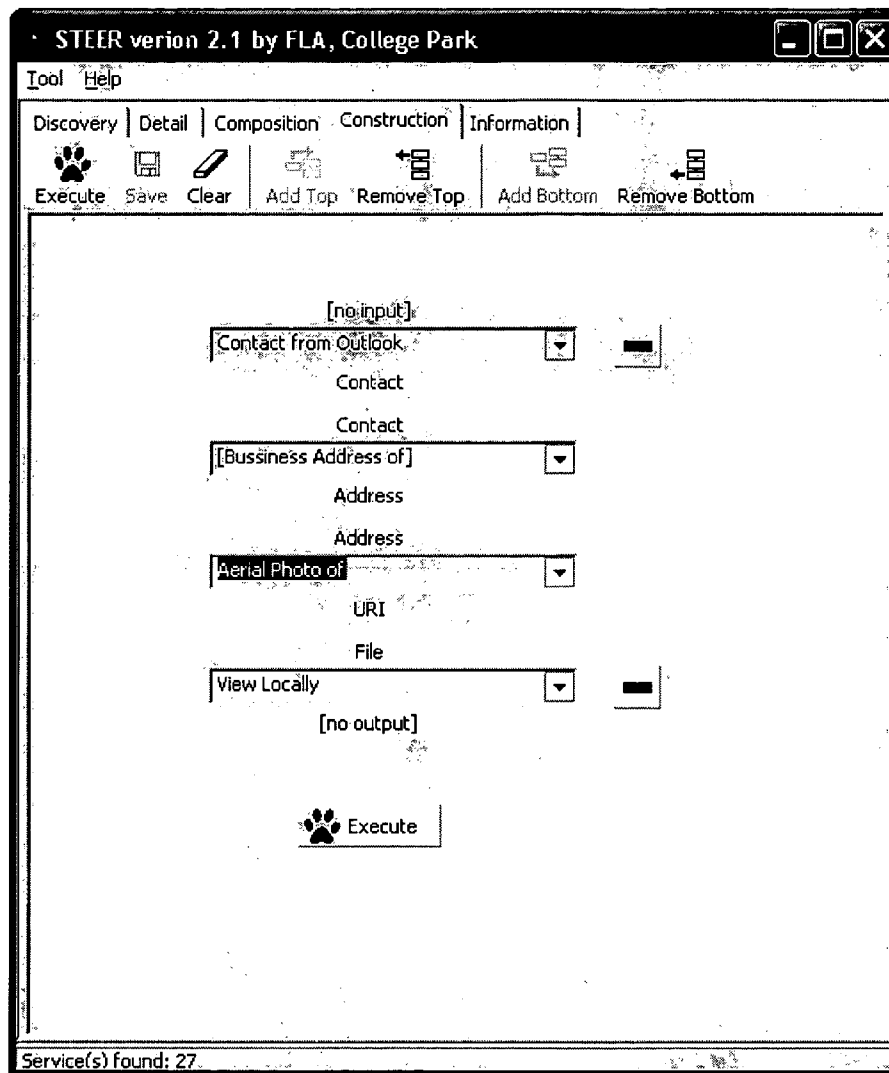 STEER verion 2.1 by FLA, College Park
Tool Help
Discovery Detail Composition Construction Information
Execute Save Clear Add Top Remove Top Add Bottom Remove Bottom
[no input]
Contact from Outlook
Contact
Contact
[Bussiness Address of]
Address
Address
Aerial Photo of
URI
File
View Locally
[no output]
Execute
Service(s) found: 27